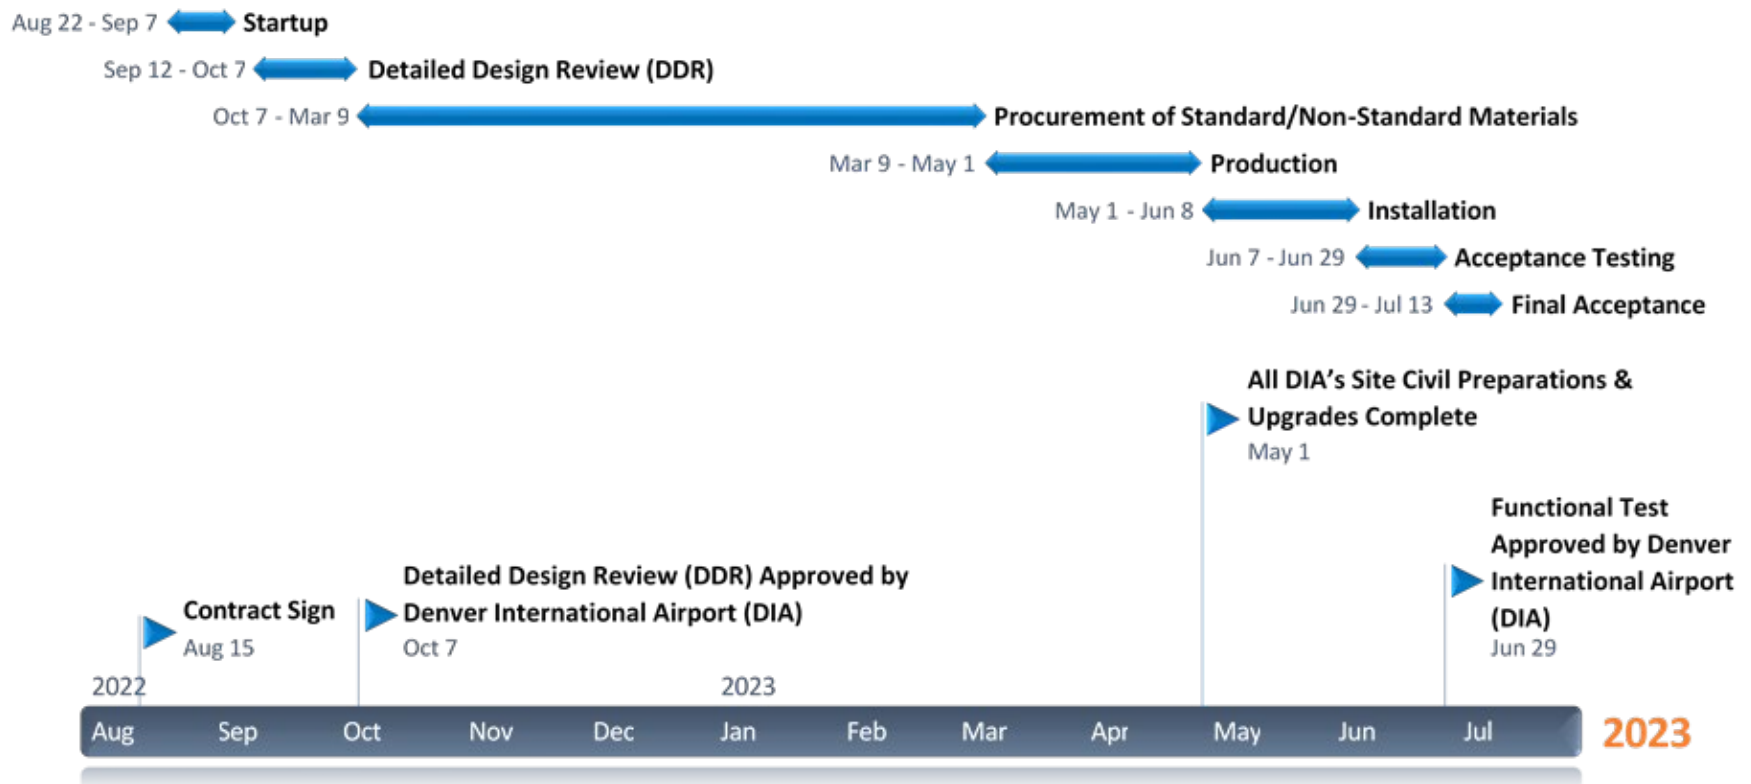 Aug 22 - Sep 7 Startup
Sep 12 - Oct 7 Detailed Design Review (DDR)
Oct 7 - Mar 9 Procurement of Standard/Non-Standard Materials
Mar 9 - May 1 Production
May 1 - Jun 8 Installation
Jun 7 - Jun 29 Acceptance Testing
Jun 29 - Jul 13 Final Acceptance
All DIA’s Site Civil Preparations &
Upgrades Complete
May 1
Functional Test
Approved by Denver
International Airport
(DIA)
Jun 29
Detailed Design Review (DDR) Approved by
Denver International Airport (DIA)
Oct 7
Contract Sign
Aug 15
2022 2023
Aug Sep Oct Nov Dec Jan Feb Mar Apr May Jun Jul 2023